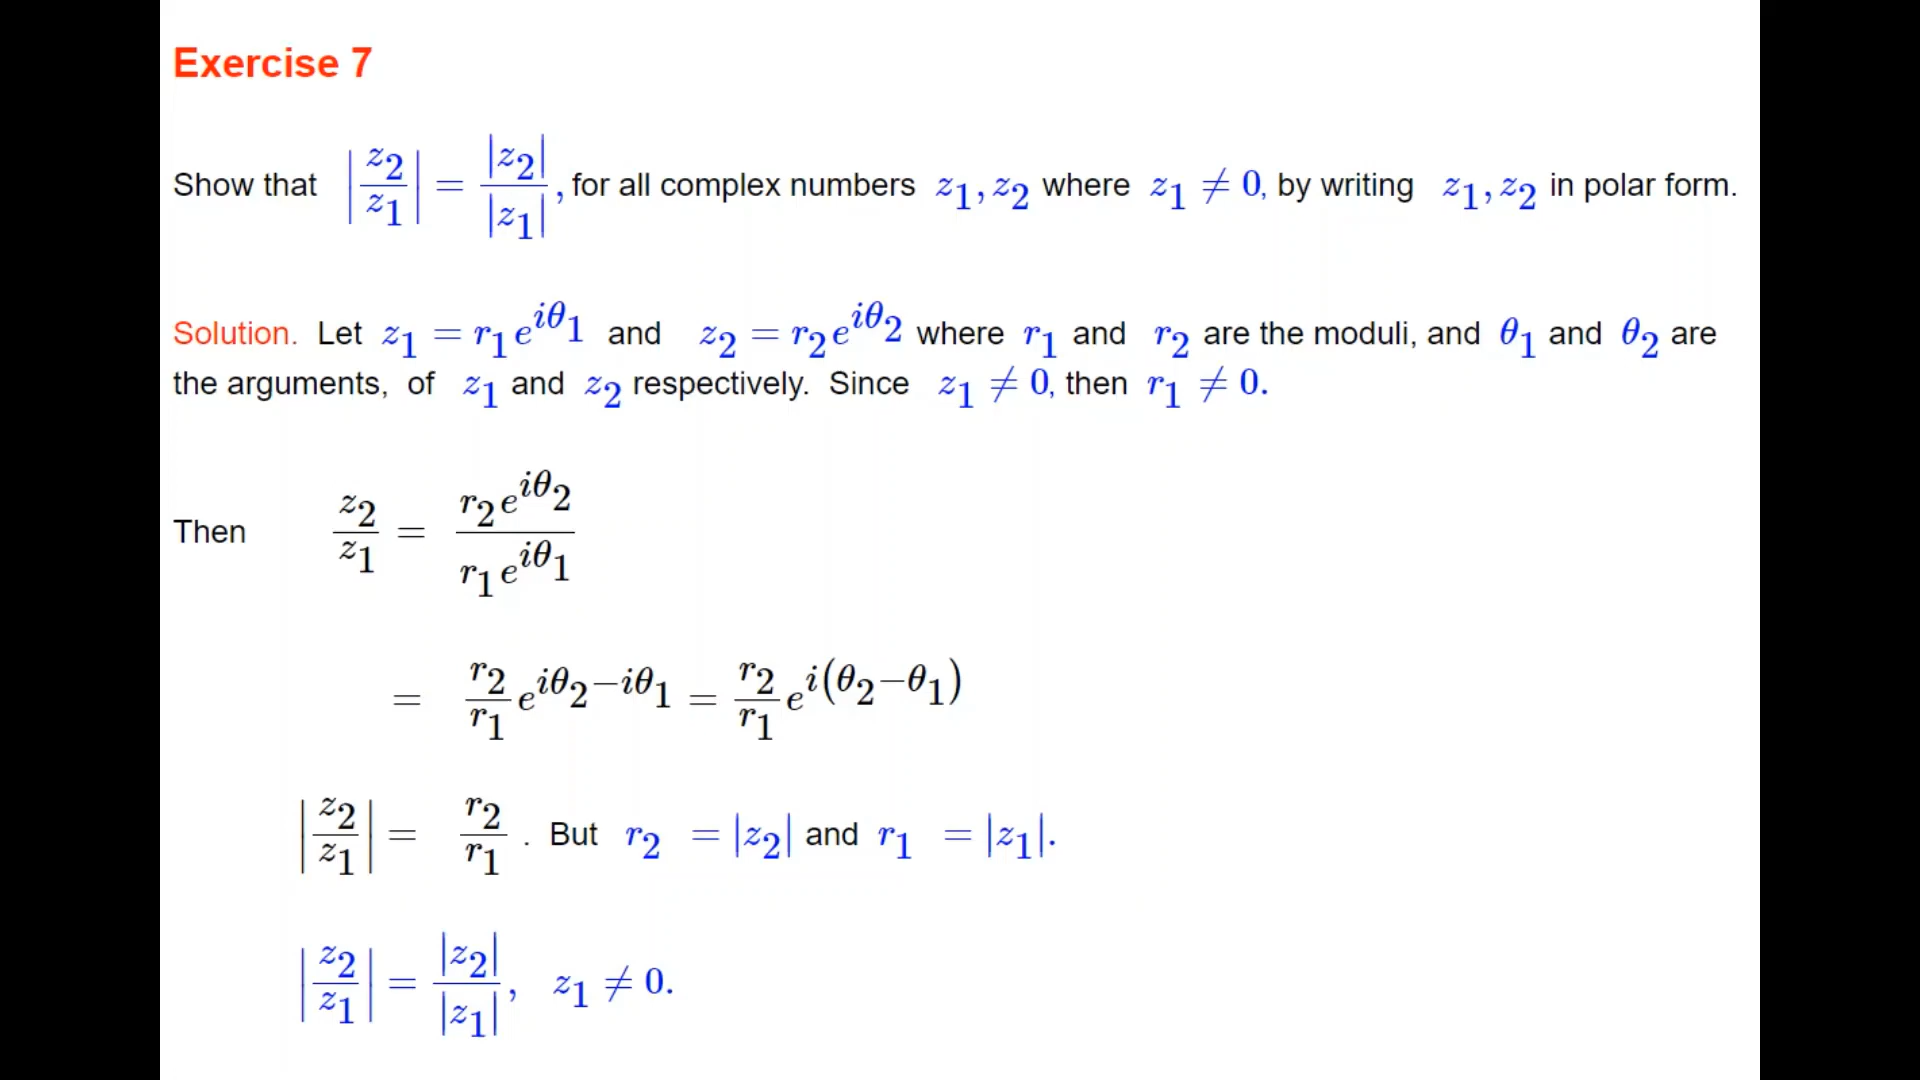 Exercise 7
Show that |z₂/z₁| = |z₂|/|z₁|, for all complex numbers z₁, z₂ where z₁ ≠ 0, by writing z₁, z₂ in polar form.
Solution. Let z₁ = r₁e^{iθ₁} and z₂ = r₂e^{iθ₂} where r₁ and r₂ are the moduli, and θ₁ and θ₂ are
the arguments, of z₁ and z₂ respectively. Since z₁ ≠ 0, then r₁ ≠ 0.
Then z₂/z₁ = r₂e^{iθ₂}/r₁e^{iθ₁}
= r₂/r₁ e^{iθ₂−iθ₁} = r₂/r₁ e^{i(θ₂−θ₁)}
|z₂/z₁| = r₂/r₁ . But r₂ = |z₂| and r₁ = |z₁|.
|z₂/z₁| = |z₂|/|z₁|, z₁ ≠ 0.